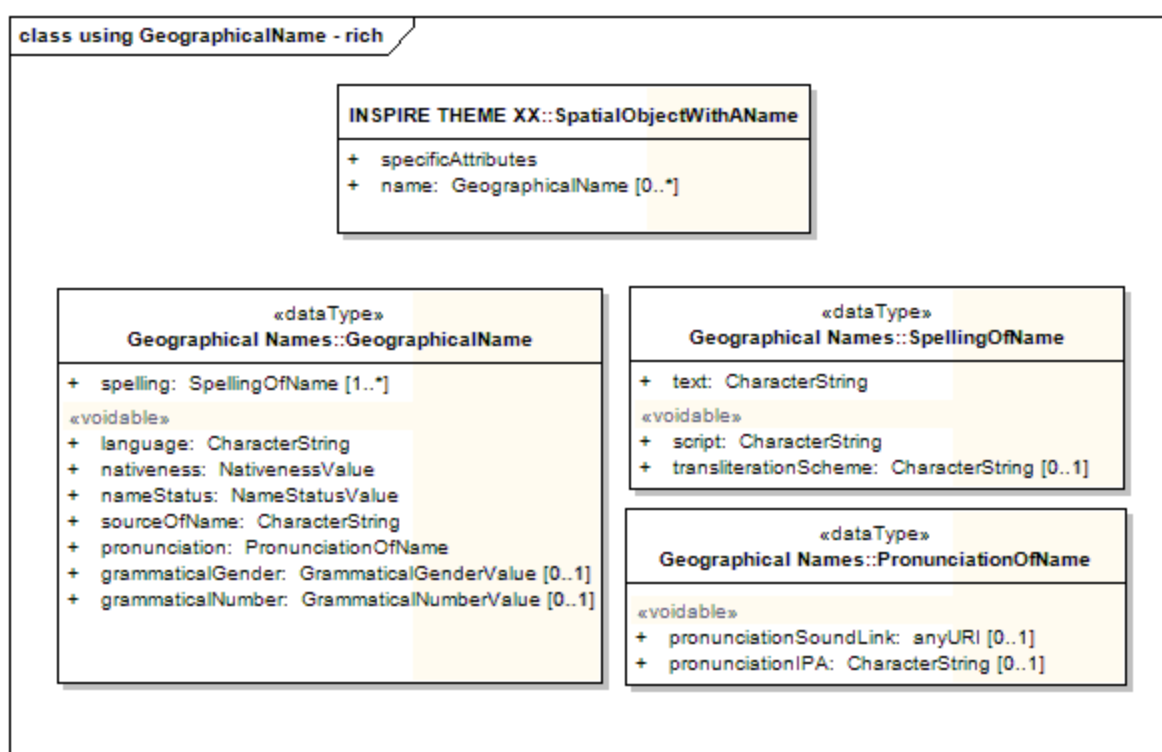 class using GeographicalName - rich
INSPIRE THEME XX::SpatialObjectWithAName
+ specificAttributes
+ name: GeographicalName [0..*]
«dataType»
Geographical Names::GeographicalName
+ spelling: SpellingOfName [1..*]
«voidable»
+ language: CharacterString
+ nativeness: NativenessValue
+ nameStatus: NameStatusValue
+ sourceOfName: CharacterString
+ pronunciation: PronunciationOfName
+ grammaticalGender: GrammaticalGenderValue [0..1]
+ grammaticalNumber: GrammaticalNumberValue [0..1]
«dataType»
Geographical Names::SpellingOfName
+ text: CharacterString
«voidable»
+ script: CharacterString
+ transliterationScheme: CharacterString [0..1]
«dataType»
Geographical Names::PronunciationOfName
«voidable»
+ pronunciationSoundLink: anyURI [0..1]
+ pronunciationIPA: CharacterString [0..1]